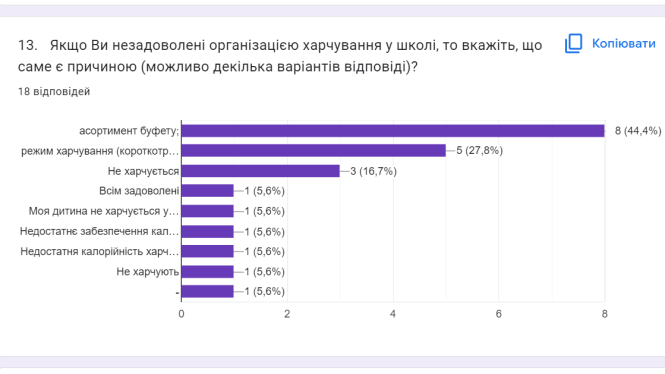 13. Якщо Ви незадоволені організацією харчування у школі, то вкажіть, що
саме є причиною (можливо декілька варіантів відповіді)?
Копіювати
18 відповідей
асортимент буфету; 8 (44,4%)
режим харчування (короткотр… 5 (27,8%)
Не харчується 3 (16,7%)
Всім задоволені 1 (5,6%)
Моя дитина не харчується у… 1 (5,6%)
Недостатнє забезпечення кал… 1 (5,6%)
Недостатня калорійність харч… 1 (5,6%)
Не харчують 1 (5,6%)
- 1 (5,6%)
0 2 4 6 8